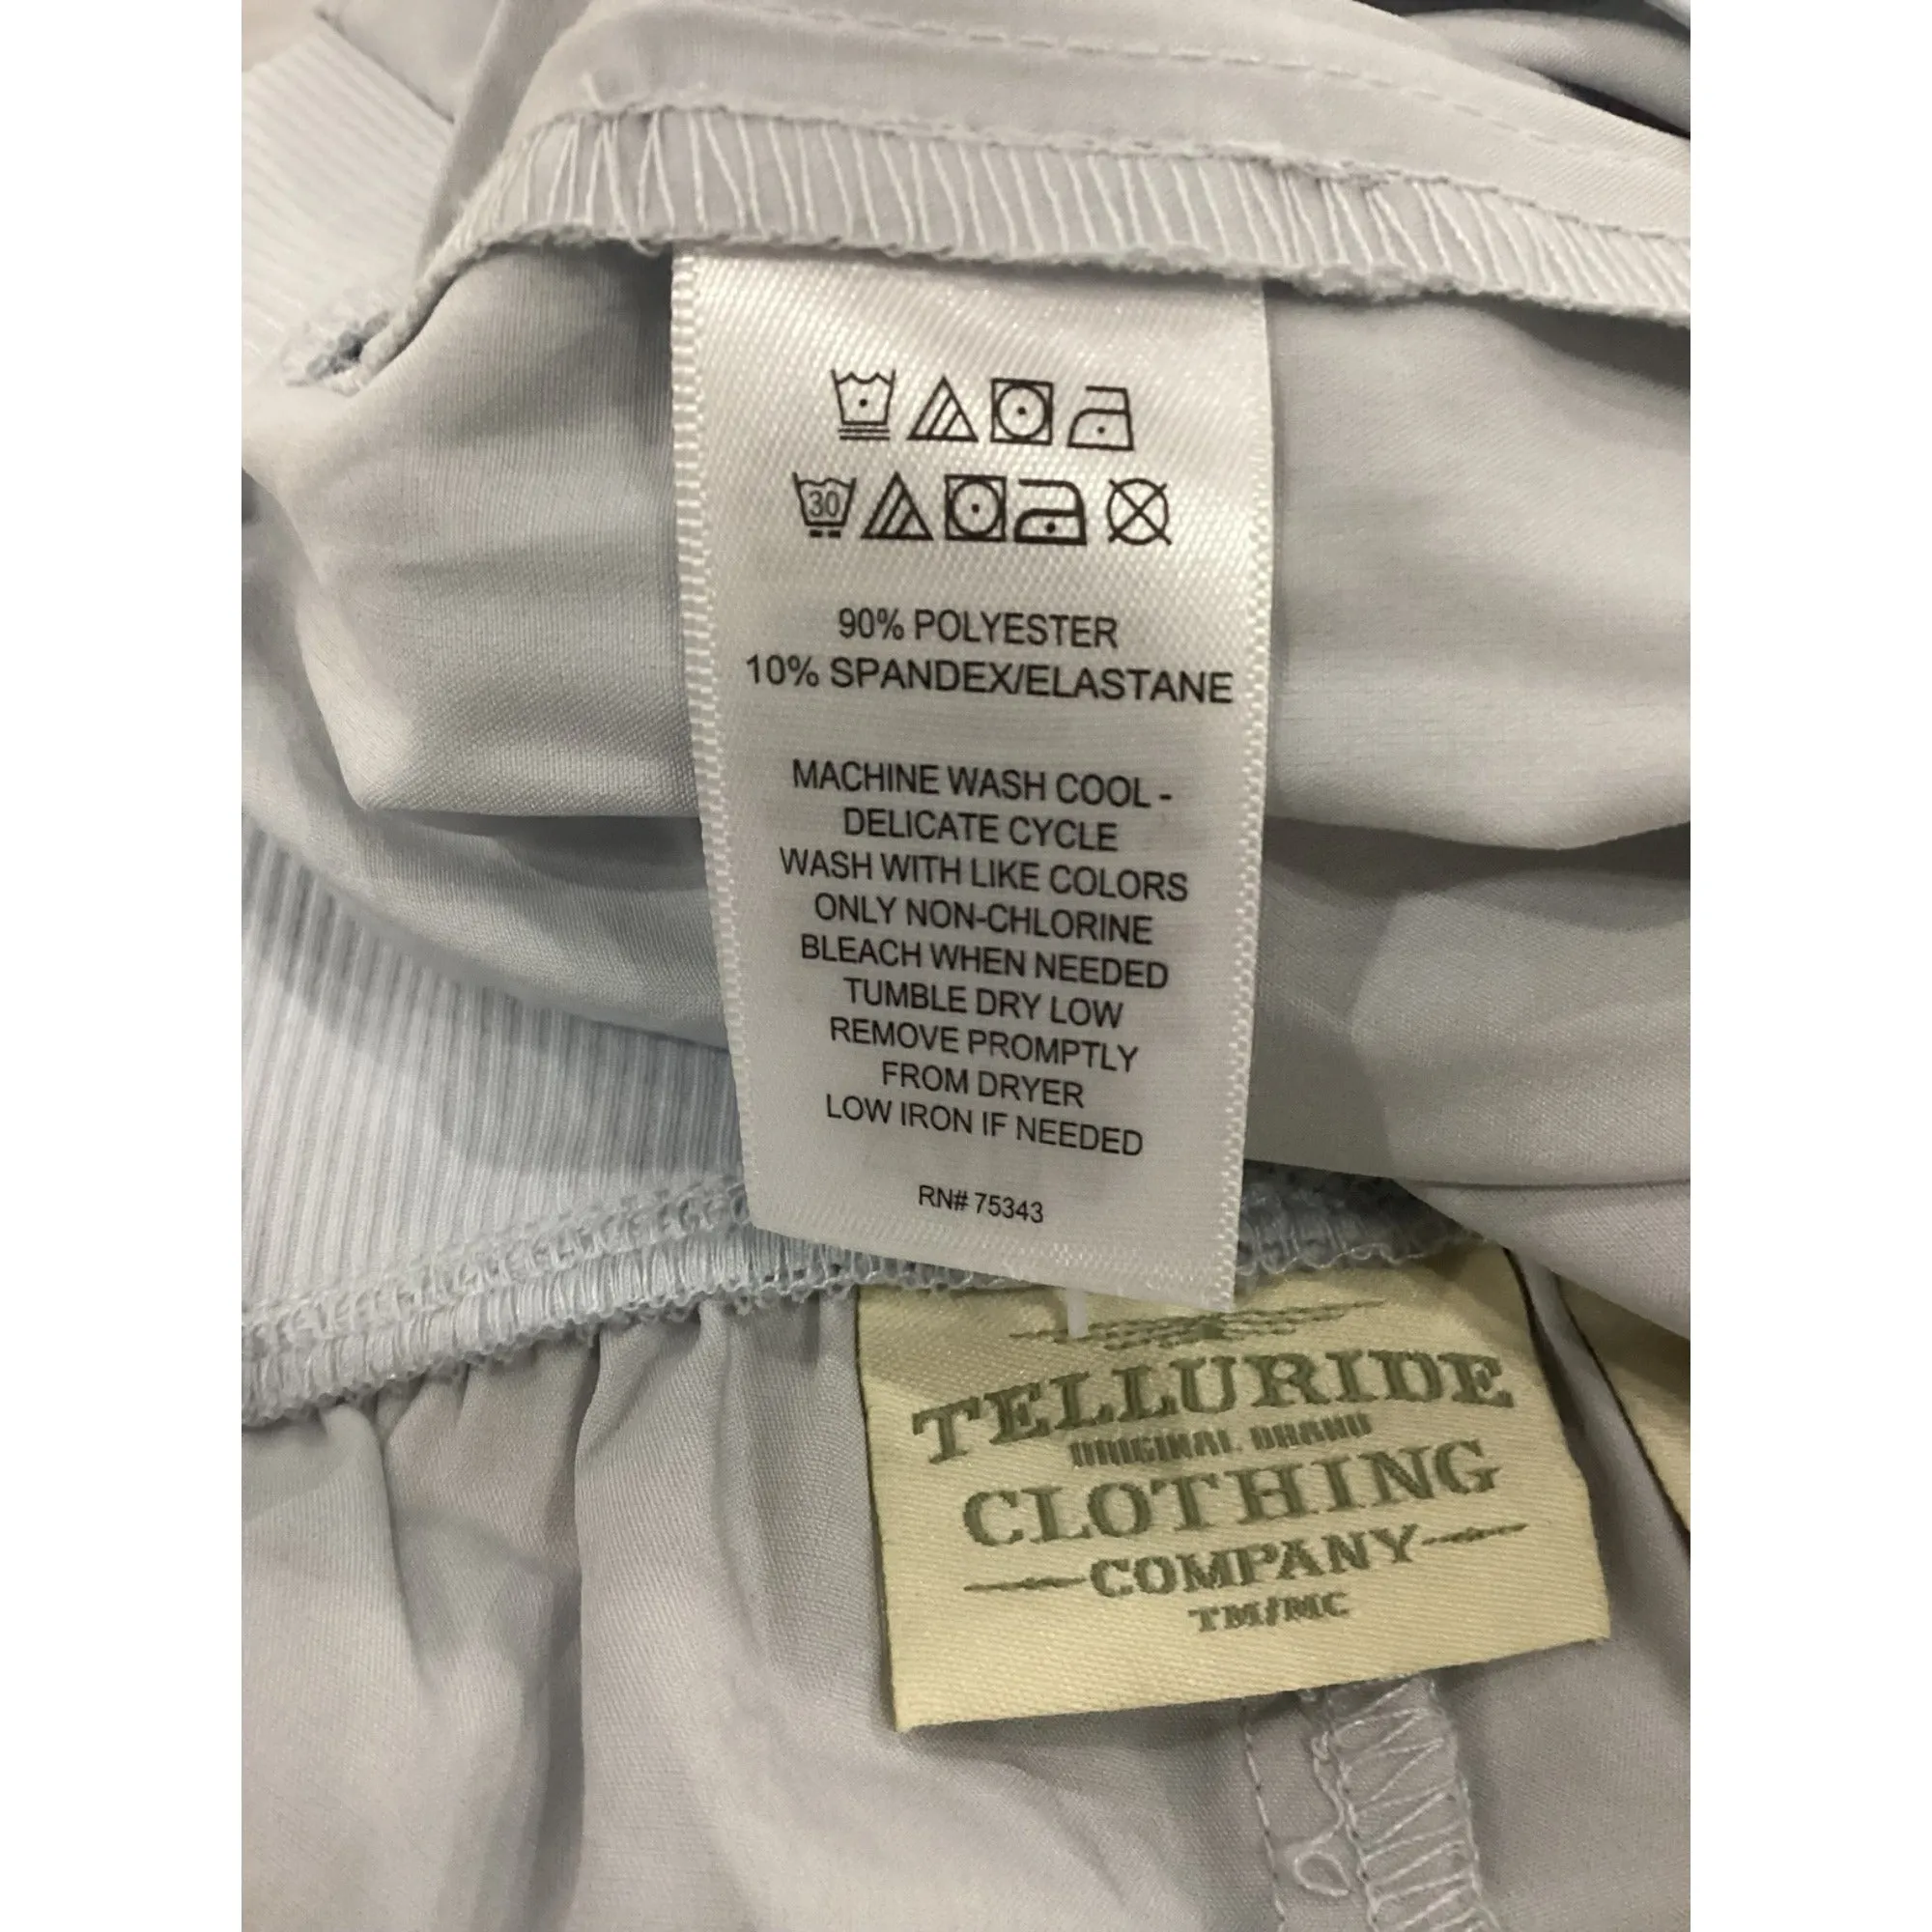 30
90% POLYESTER
10% SPANDEX/ELASTANE
MACHINE WASH COOL -
DELICATE CYCLE
WASH WITH LIKE COLORS
ONLY NON-CHLORINE
BLEACH WHEN NEEDED
TUMBLE DRY LOW
REMOVE PROMPTLY
FROM DRYER
LOW IRON IF NEEDED
RN# 75343
TELLURIDE
ORIGINAL BRAND
CLOTHING
COMPANY
TM/MC